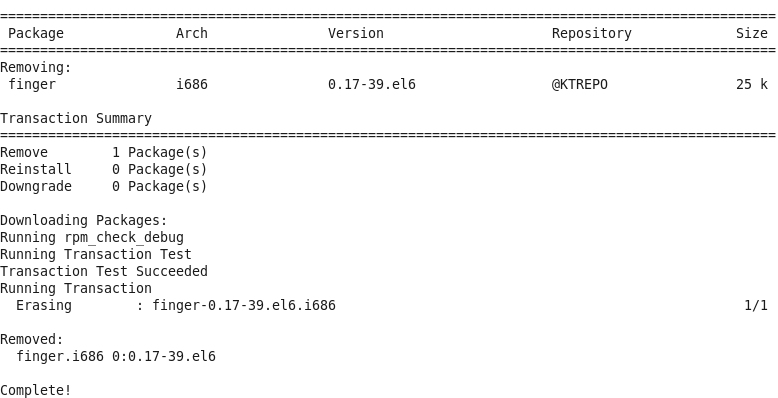 ================================================================================================
 Package              Arch               Version                     Repository             Size
================================================================================================
Removing:
 finger               i686               0.17-39.el6                 @KTREPO                25 k

Transaction Summary
================================================================================================
Remove        1 Package(s)
Reinstall     0 Package(s)
Downgrade     0 Package(s)

Downloading Packages:
Running rpm_check_debug
Running Transaction Test
Transaction Test Succeeded
Running Transaction
  Erasing        : finger-0.17-39.el6.i686                                                   1/1

Removed:
  finger.i686 0:0.17-39.el6

Complete!